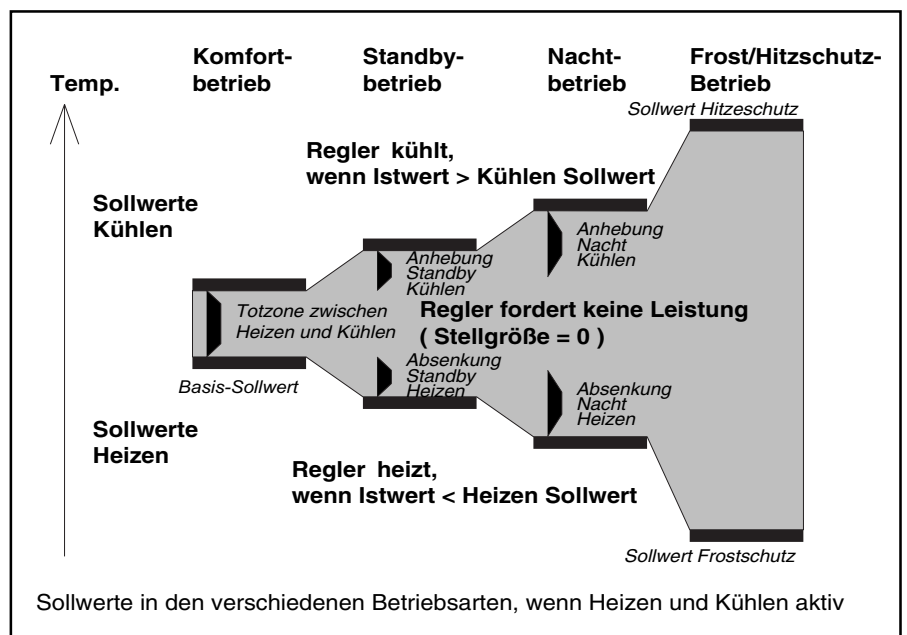 Komfort-
betrieb
Standby-
betrieb
Nacht-
betrieb
Frost/Hitzschutz-
Betrieb
Temp.
Sollwert Hitzeschutz
Regler kühlt,
wenn Istwert > Kühlen Sollwert
Sollwerte
Kühlen
Anhebung
Nacht
Kühlen
Anhebung
Standby
Kühlen
Totzone zwischen
Heizen und Kühlen
Regler fordert keine Leistung
( Stellgröße = 0 )
Absenkung
Standby
Heizen
Basis-Sollwert
Absenkung
Nacht
Heizen
Sollwerte
Heizen
Regler heizt,
wenn Istwert < Heizen Sollwert
Sollwert Frostschutz
Sollwerte in den verschiedenen Betriebsarten, wenn Heizen und Kühlen aktiv